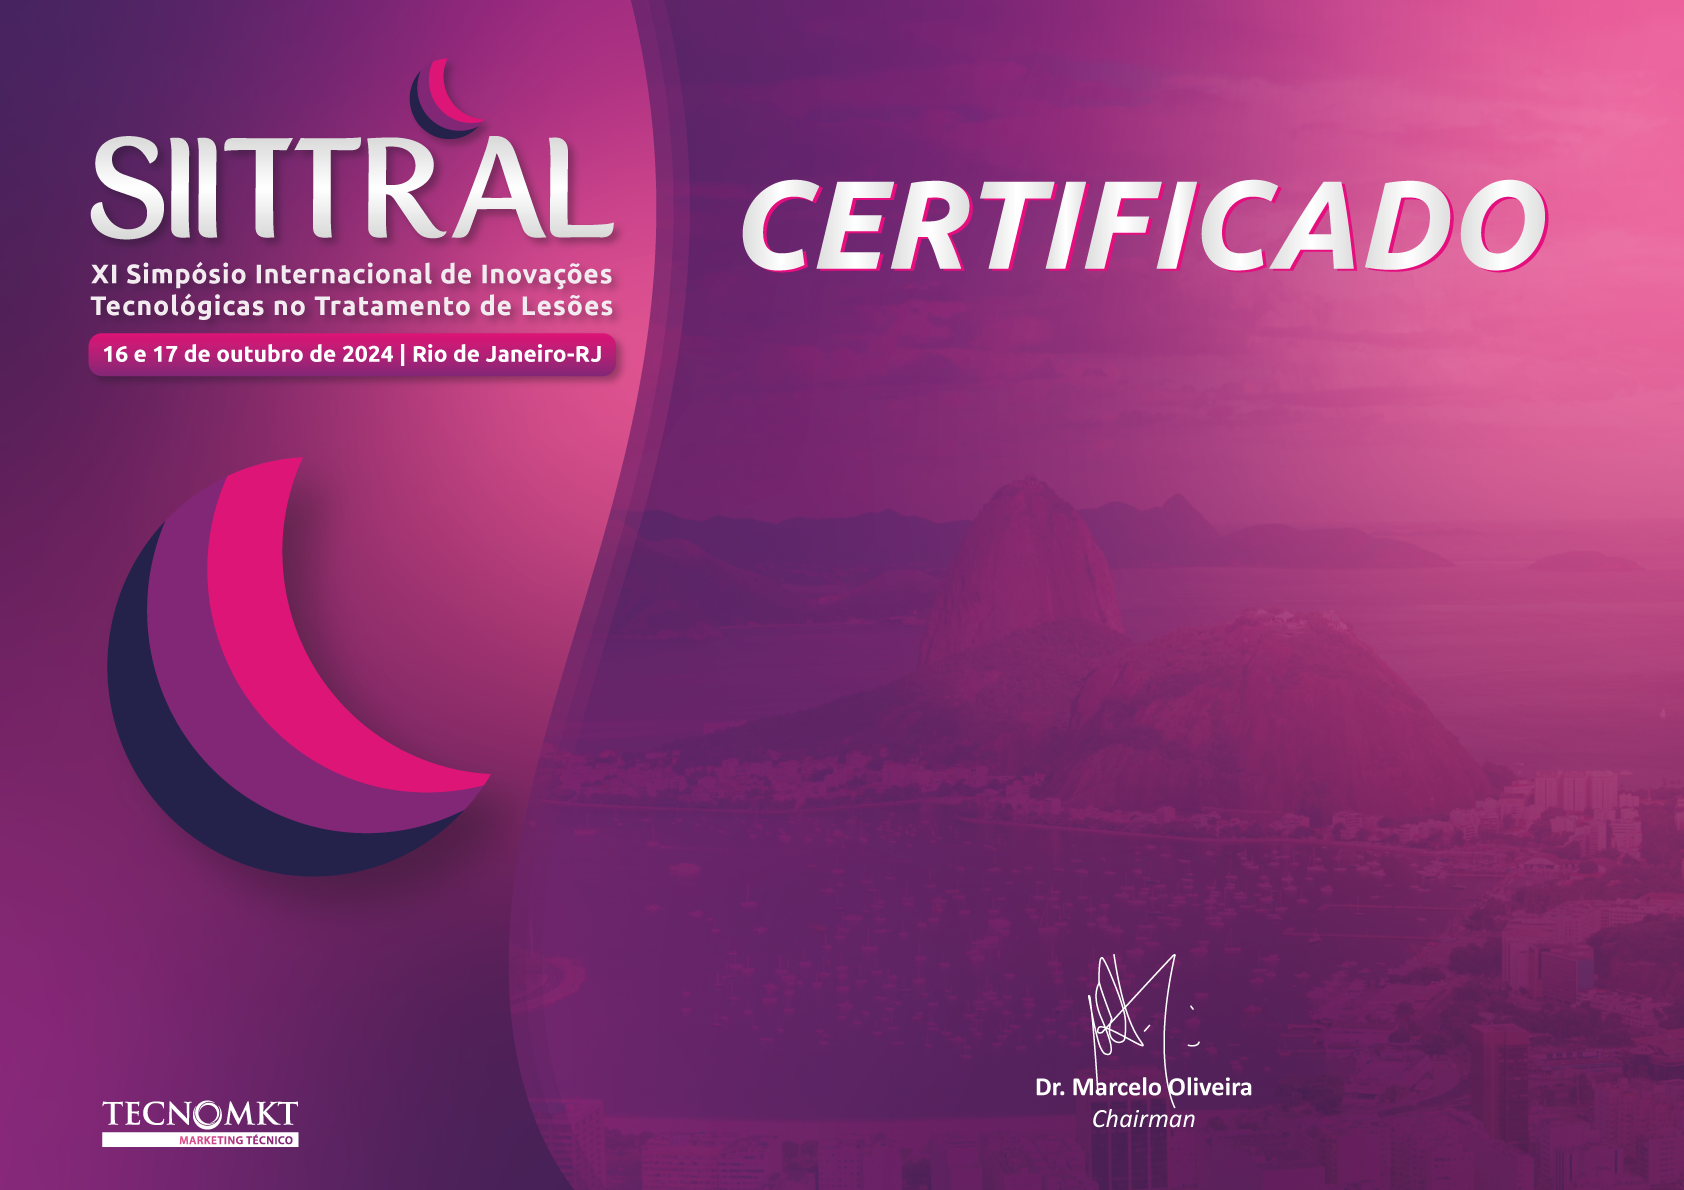 SIITTRAL
XI Simpósio Internacional de Inovações
Tecnológicas no Tratamento de Lesões
16 e 17 de outubro de 2024 | Rio de Janeiro-RJ
CERTIFICADO
Dr. Marcelo Oliveira
Chairman
TECNOMKT
MARKETING TÉCNICO